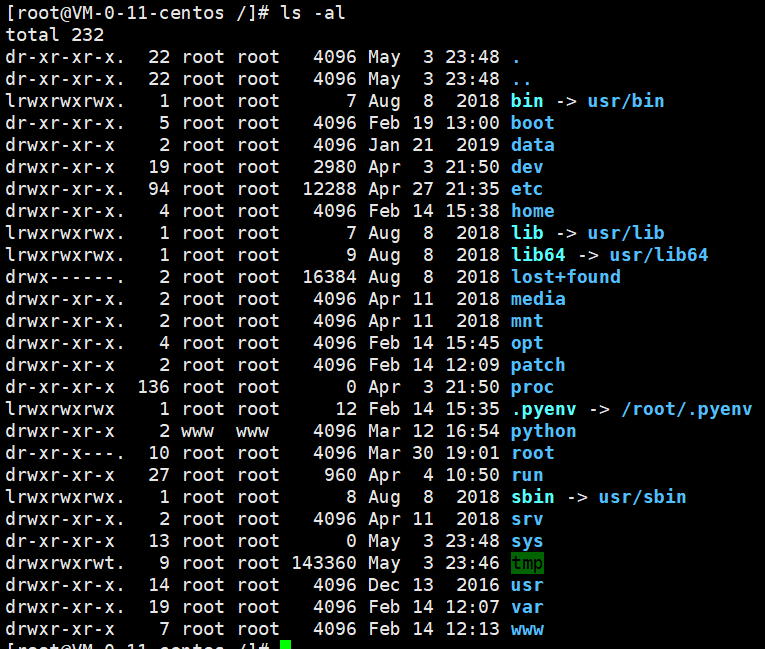 [root@VM-0-11-centos /]# ls -al
total 232
dr-xr-xr-x.  22 root root   4096 May  3 23:48 .
dr-xr-xr-x.  22 root root   4096 May  3 23:48 ..
lrwxrwxrwx.   1 root root      7 Aug  8  2018 bin -> usr/bin
dr-xr-xr-x.   5 root root   4096 Feb 19 13:00 boot
drwxr-xr-x    2 root root   4096 Jan 21  2019 data
drwxr-xr-x   19 root root   2980 Apr  3 21:50 dev
drwxr-xr-x.  94 root root  12288 Apr 27 21:35 etc
drwxr-xr-x.   4 root root   4096 Feb 14 15:38 home
lrwxrwxrwx.   1 root root      7 Aug  8  2018 lib -> usr/lib
lrwxrwxrwx.   1 root root      9 Aug  8  2018 lib64 -> usr/lib64
drwx------.   2 root root  16384 Aug  8  2018 lost+found
drwxr-xr-x.   2 root root   4096 Apr 11  2018 media
drwxr-xr-x.   2 root root   4096 Apr 11  2018 mnt
drwxr-xr-x.   4 root root   4096 Feb 14 15:45 opt
drwxr-xr-x    2 root root   4096 Feb 14 12:09 patch
dr-xr-xr-x  136 root root      0 Apr  3 21:50 proc
lrwxrwxrwx    1 root root     12 Feb 14 15:35 .pyenv -> /root/.pyenv
drwxr-xr-x    2 www  www    4096 Mar 12 16:54 python
dr-xr-x---.  10 root root   4096 Mar 30 19:01 root
drwxr-xr-x   27 root root    960 Apr  4 10:50 run
lrwxrwxrwx.   1 root root      8 Aug  8  2018 sbin -> usr/sbin
drwxr-xr-x.   2 root root   4096 Apr 11  2018 srv
dr-xr-xr-x   13 root root      0 May  3 23:48 sys
drwxrwxrwt.   9 root root 143360 May  3 23:46 tmp
drwxr-xr-x.  14 root root   4096 Dec 13  2016 usr
drwxr-xr-x.  19 root root   4096 Feb 14 12:07 var
drwxr-xr-x    7 root root   4096 Feb 14 12:13 www
[root@VM-0-11-centos /]#